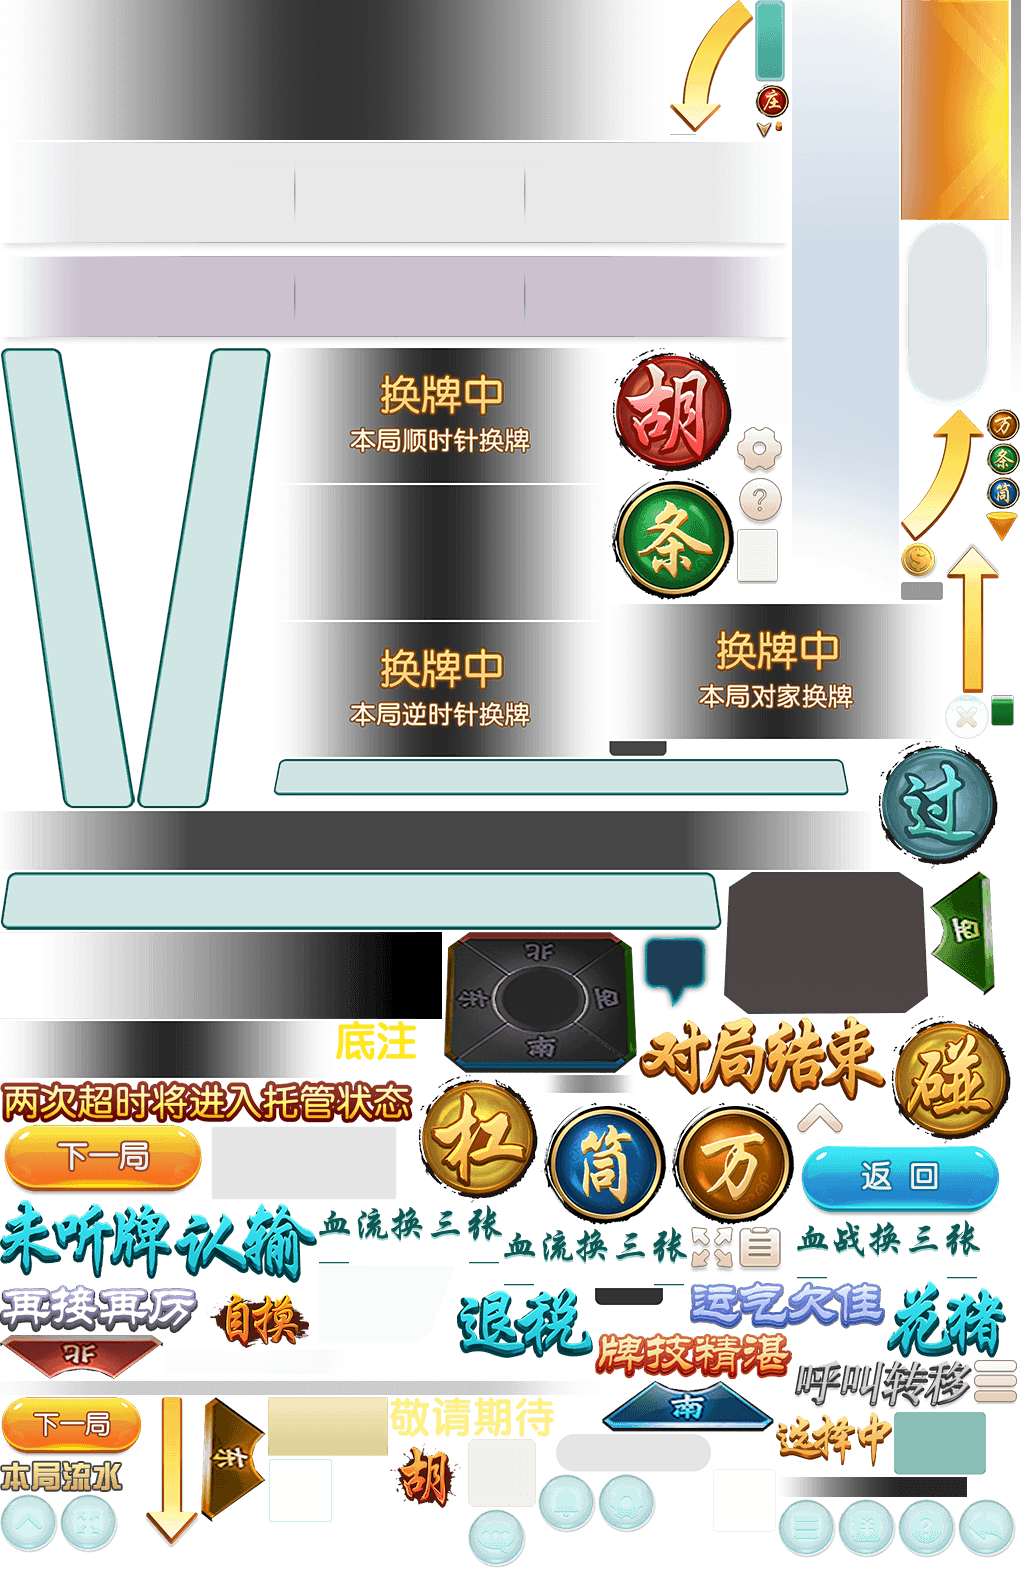 庄
换牌中
本局顺时针换牌
胡
条
万
条
筒
换牌中
本局逆时针换牌
换牌中
本局对家换牌
过
西
北
东
西
南
底注
对局结束
碰
两次超时将进入托管状态
杠
筒
万
下一局
返 回
未听牌
认输
血流换三张
血流换三张
血战换三张
再接再厉
自摸
退税
运气欠佳
花猪
牌技精湛
北
呼叫转移
南
下一局
东
敬请期待
选择中
本局流水
胡